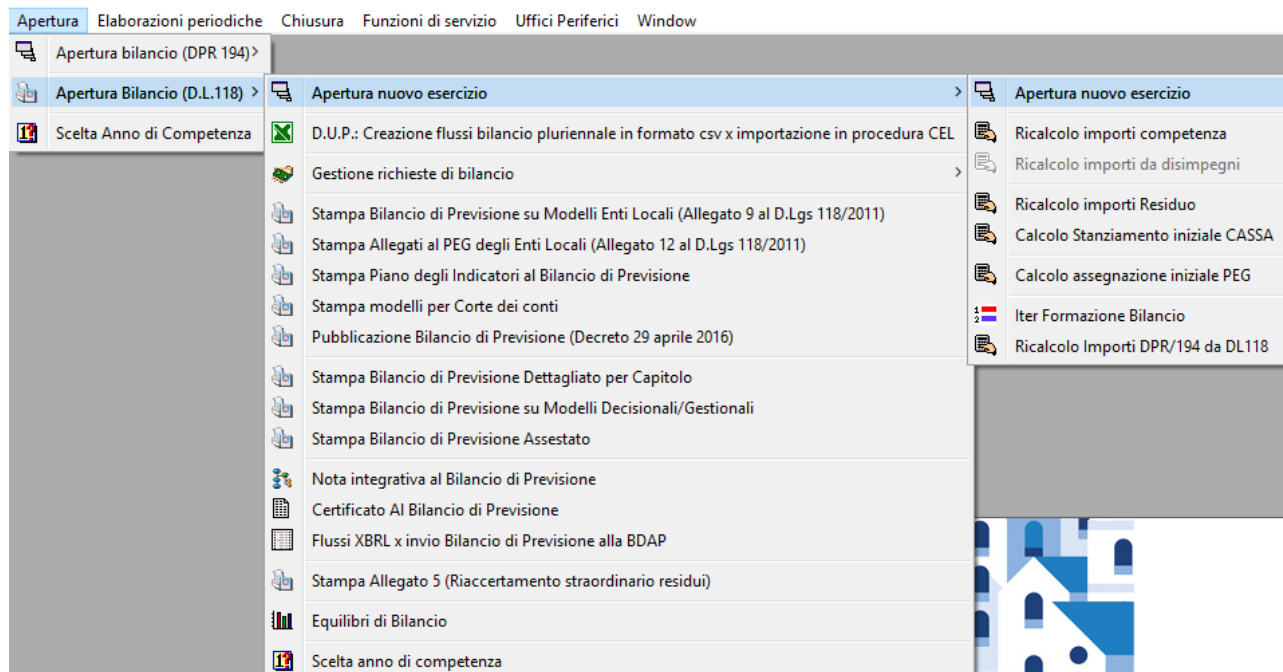 Apertura Elaborazioni periodiche Chiusura Funzioni di servizio Uffici Periferici Window
Apertura bilancio (DPR 194)
Apertura Bilancio (D.L.118)
Scelta Anno di Competenza
Apertura nuovo esercizio
D.U.P.: Creazione flussi bilancio pluriennale in formato csv x importazione in procedura CEL
Gestione richieste di bilancio
Stampa Bilancio di Previsione su Modelli Enti Locali (Allegato 9 al D.Lgs 118/2011)
Stampa Allegati al PEG degli Enti Locali (Allegato 12 al D.Lgs 118/2011)
Stampa Piano degli Indicatori al Bilancio di Previsione
Stampa modelli per Corte dei conti
Pubblicazione Bilancio di Previsione (Decreto 29 aprile 2016)
Stampa Bilancio di Previsione Dettagliato per Capitolo
Stampa Bilancio di Previsione su Modelli Decisionali/Gestionali
Stampa Bilancio di Previsione Assestato
Nota integrativa al Bilancio di Previsione
Certificato Al Bilancio di Previsione
Flussi XBRL x invio Bilancio di Previsione alla BDAP
Stampa Allegato 5 (Riaccertamento straordinario residui)
Equilibri di Bilancio
Scelta anno di competenza
Apertura nuovo esercizio
Ricalcolo importi competenza
Ricalcolo importi da disimpegni
Ricalcolo importi Residuo
Calcolo Stanziamento iniziale CASSA
Calcolo assegnazione iniziale PEG
Iter Formazione Bilancio
Ricalcolo Importi DPR/194 da DL118